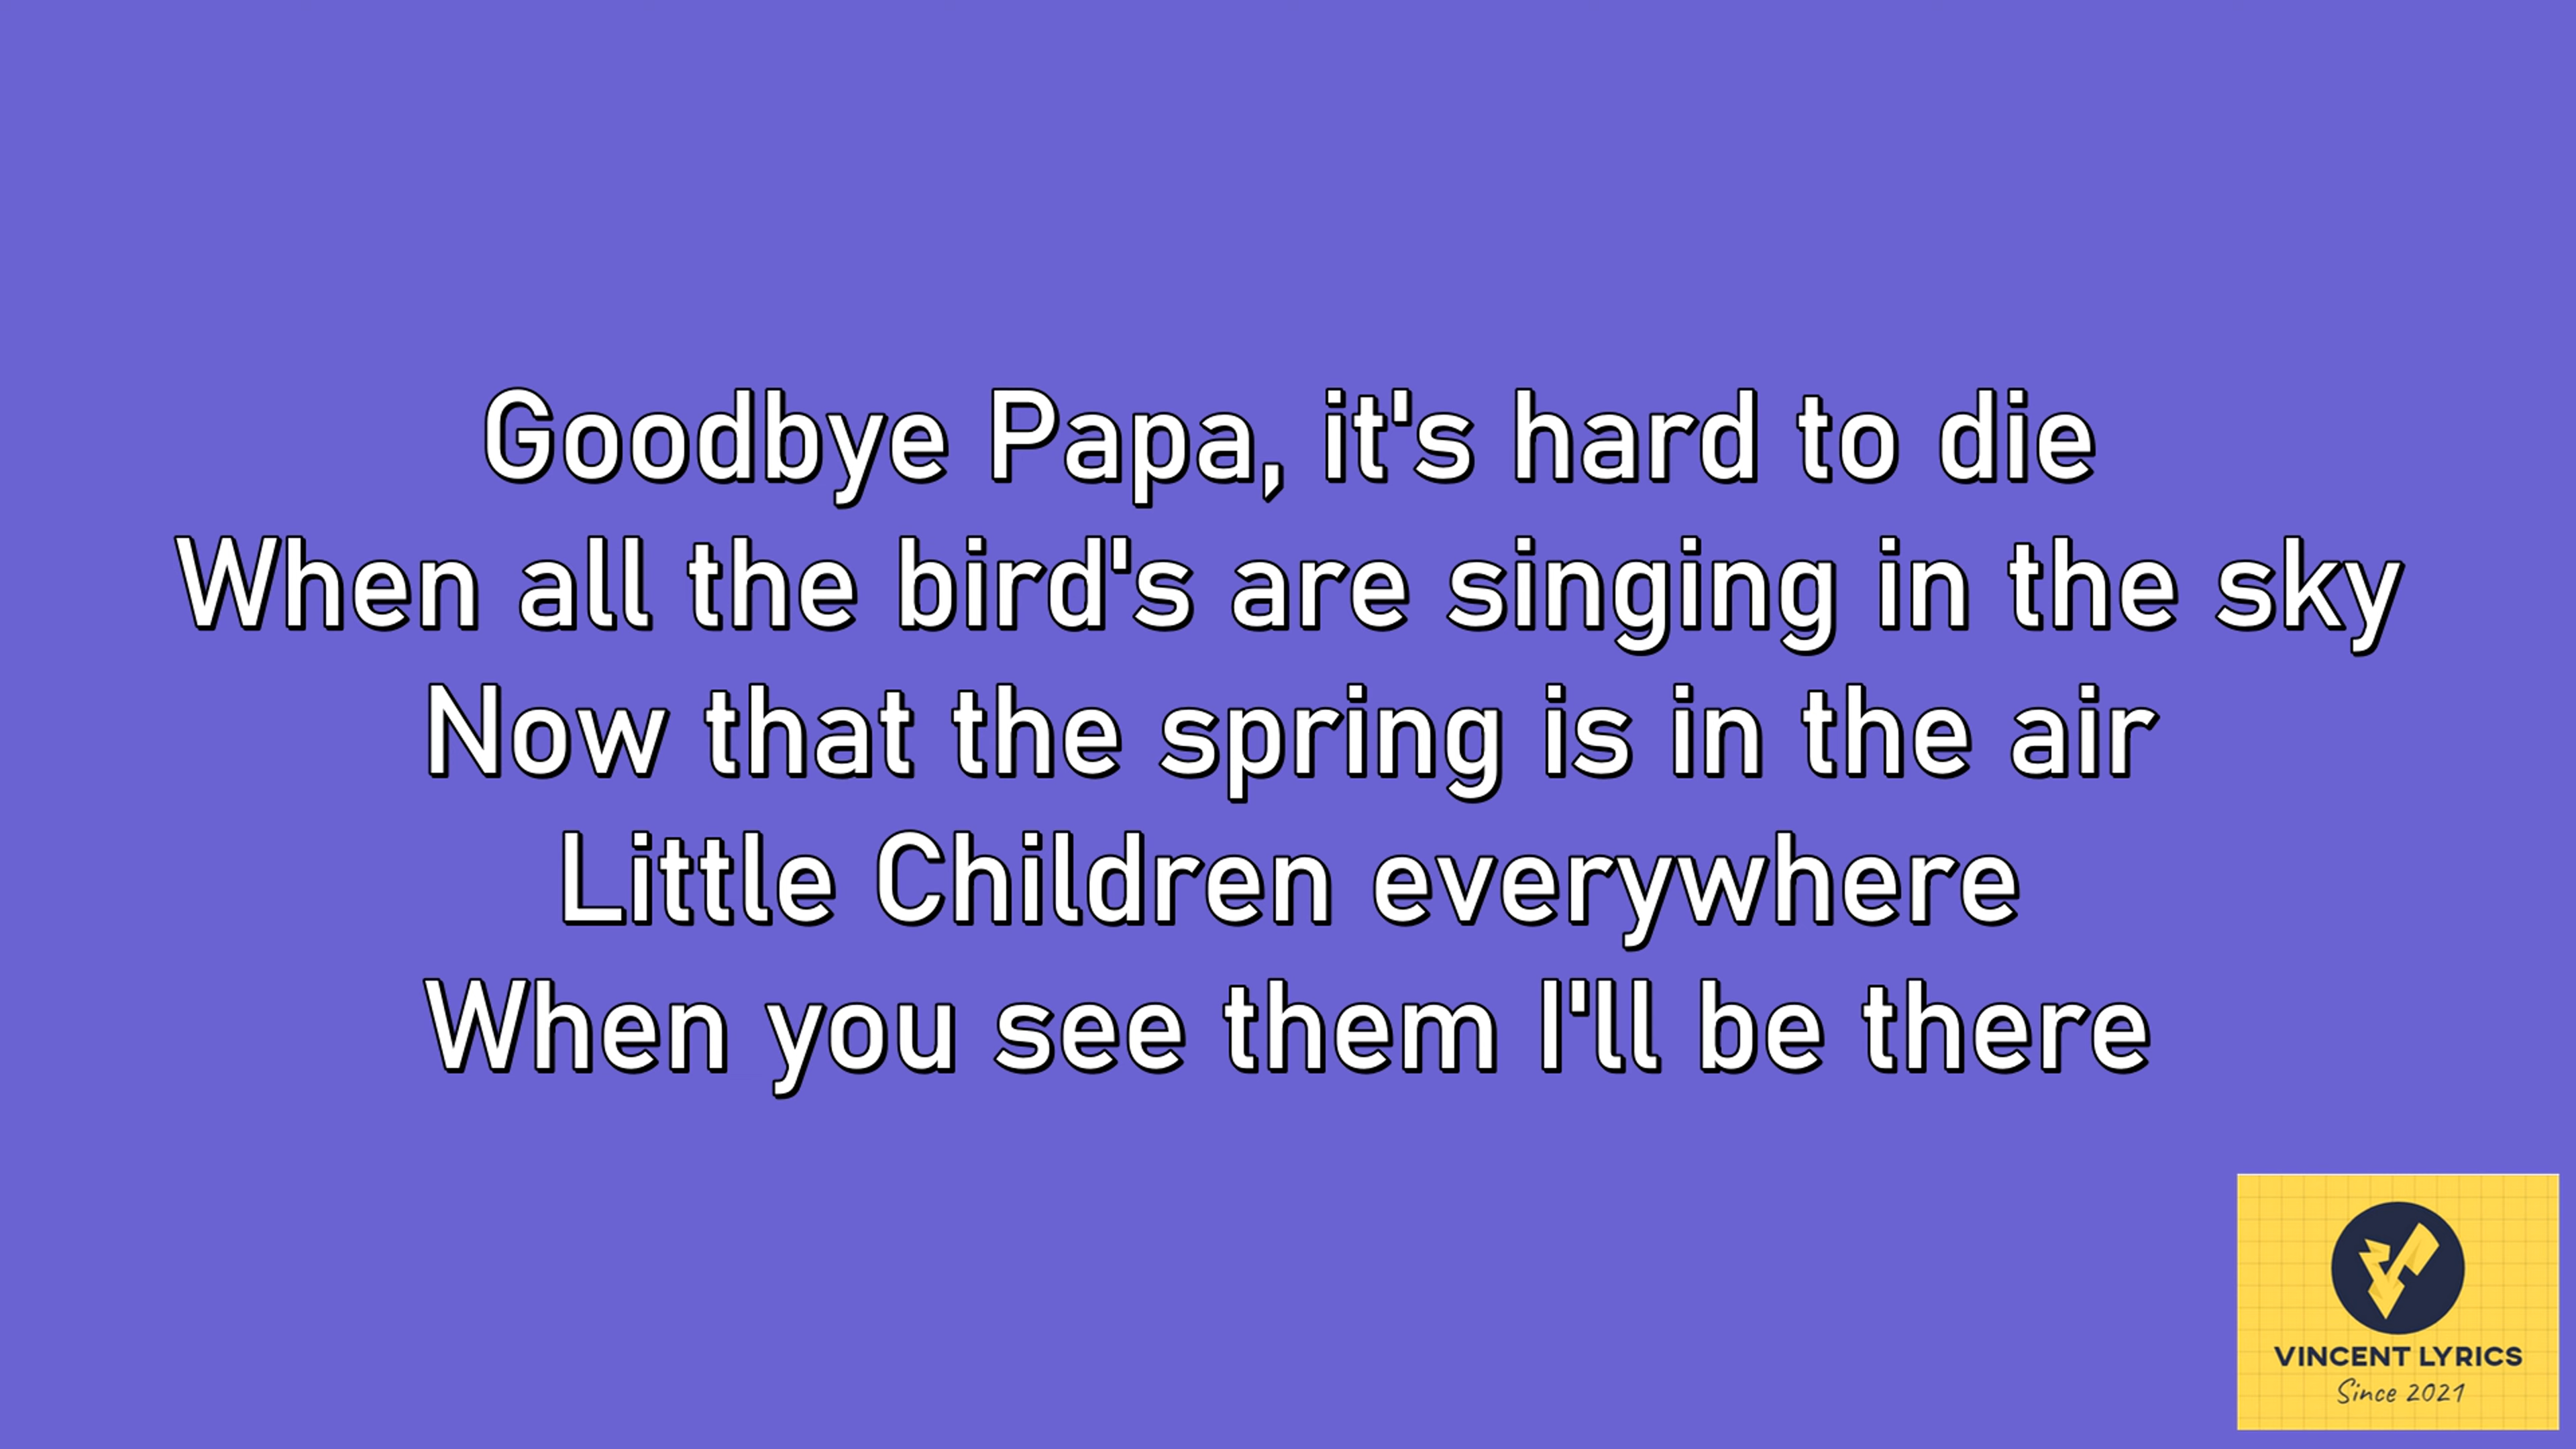 Goodbye Papa, it's hard to die
When all the bird's are singing in the sky
Now that the spring is in the air
Little Children everywhere
When you see them I'll be there
VINCENT LYRICS
Since 2021